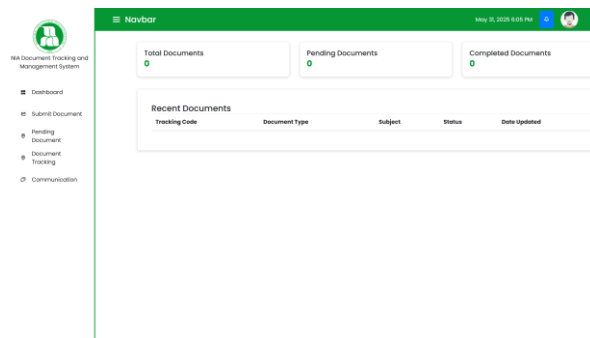 Navbar
May 31, 2025 6:05 PM
NIA Document Tracking and
Management System
Dashboard
Submit Document
Pending
Document
Document
Tracking
Communication
Total Documents
0
Pending Documents
0
Completed Documents
0
Recent Documents
Tracking Code Document Type Subject Status Date Updated